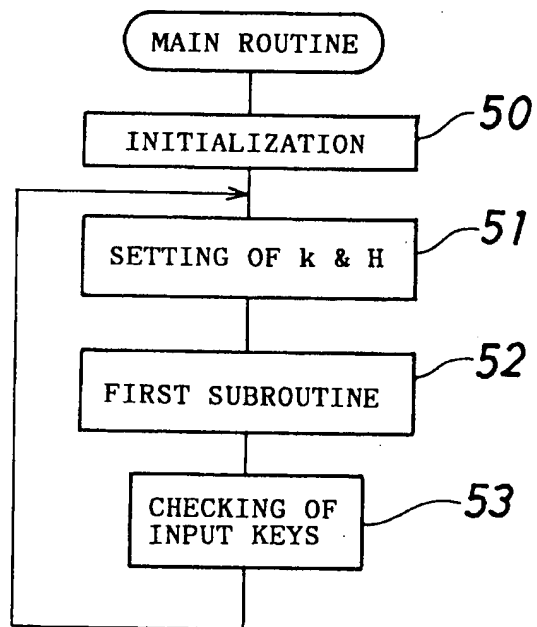 MAIN ROUTINE
INITIALIZATION
50
SETTING OF k & H
51
FIRST SUBROUTINE
52
CHECKING OF
INPUT KEYS
53